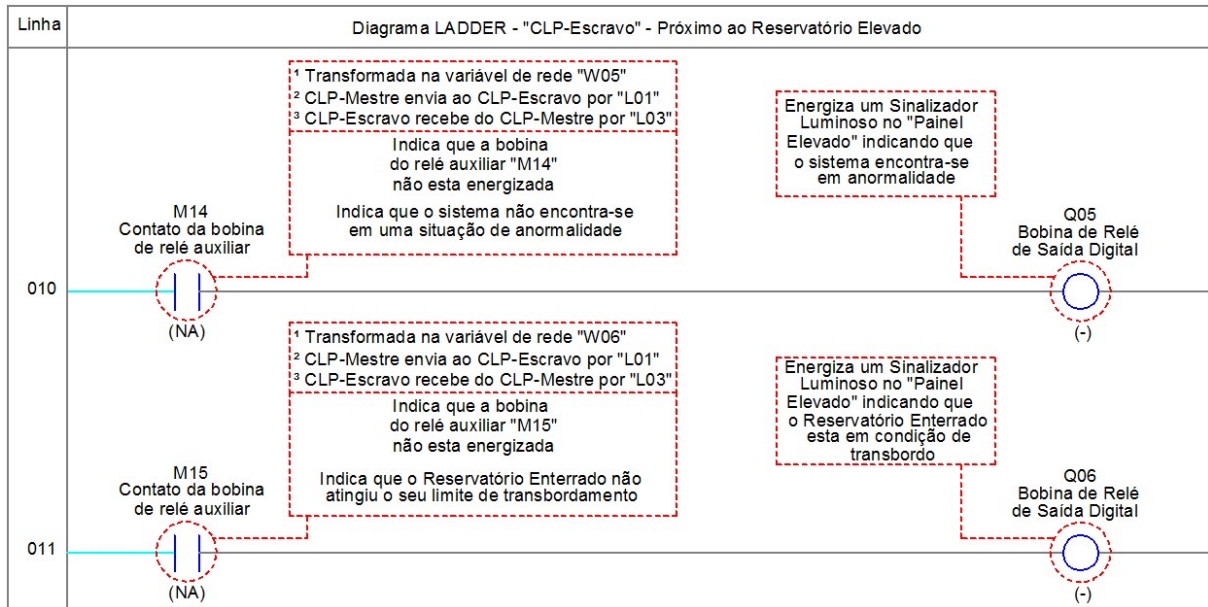 Linha
Diagrama LADDER - "CLP-Escravo" - Próximo ao Reservatório Elevado
¹ Transformada na variável de rede "W05"
² CLP-Mestre envia ao CLP-Escravo por "L01"
³ CLP-Escravo recebe do CLP-Mestre por "L03"
Indica que a bobina
do relé auxiliar "M14"
não esta energizada
Indica que o sistema não encontra-se
em uma situação de anormalidade
Energiza um Sinalizador
Luminoso no "Painel
Elevado" indicando que
o sistema encontra-se
em anormalidade
M14
Contato da bobina
de relé auxiliar
Q05
Bobina de Relé
de Saída Digital
010
(NA)
(-)
¹ Transformada na variável de rede "W06"
² CLP-Mestre envia ao CLP-Escravo por "L01"
³ CLP-Escravo recebe do CLP-Mestre por "L03"
Indica que a bobina
do relé auxiliar "M15"
não esta energizada
Indica que o Reservatório Enterrado não
atingiu o seu limite de transbordamento
Energiza um Sinalizador
Luminoso no "Painel
Elevado" indicando que
o Reservatório Enterrado
esta em condição de
transbordo
M15
Contato da bobina
de relé auxiliar
Q06
Bobina de Relé
de Saída Digital
011
(NA)
(-)